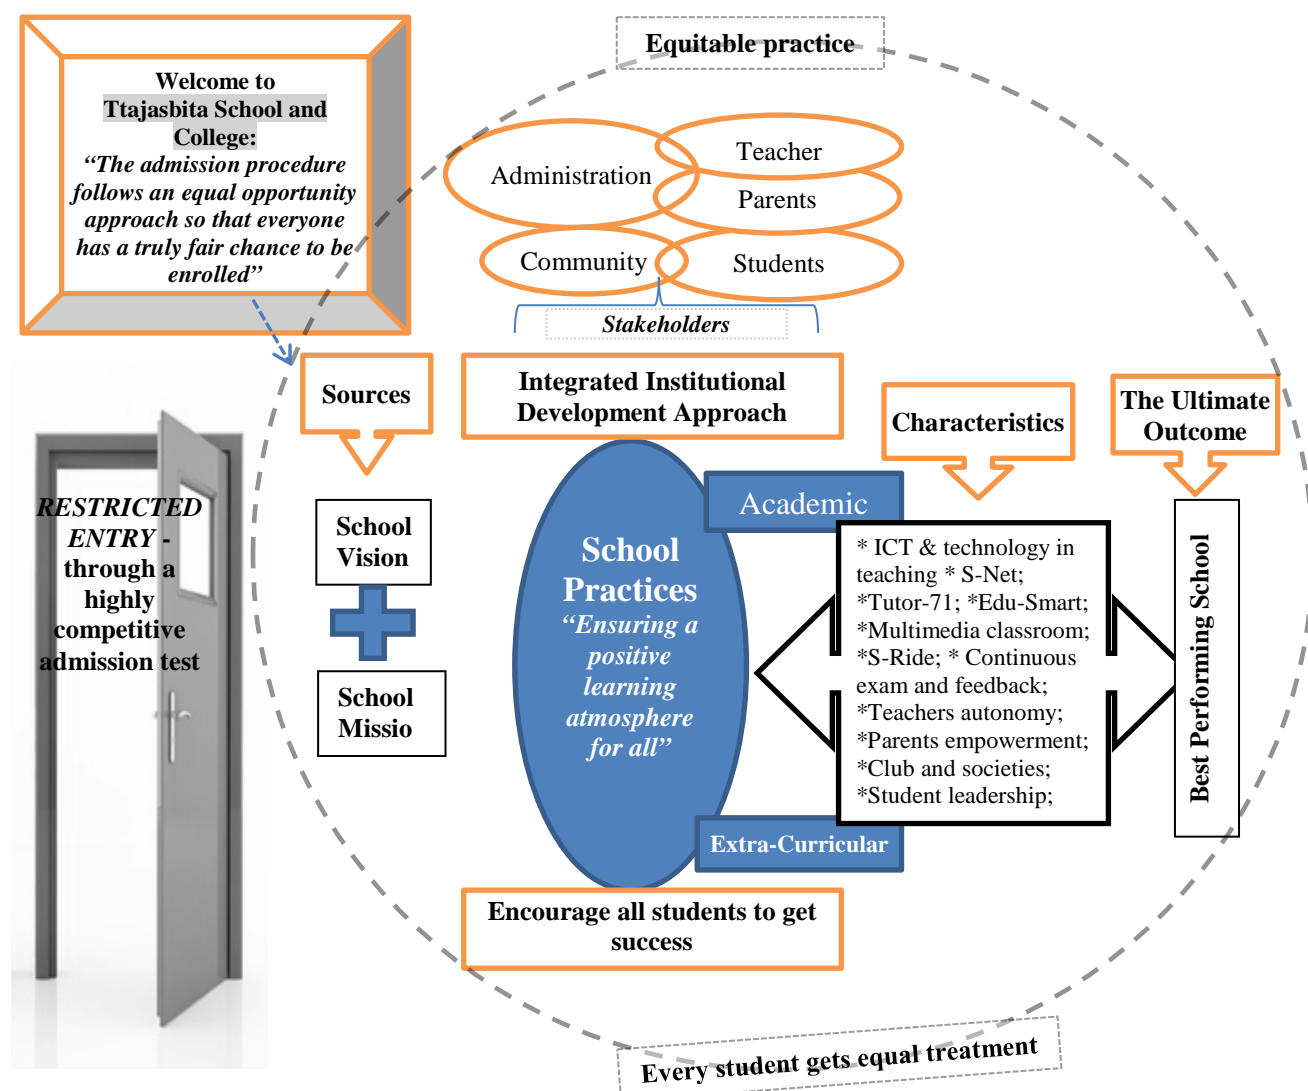 Equitable practice
Welcome to
Ttajasbita School and
College:
“The admission procedure
follows an equal opportunity
approach so that everyone
has a truly fair chance to be
enrolled”
Administration
Teacher
Parents
Community
Students
Stakeholders
Sources
Integrated Institutional
Development Approach
Characteristics
The Ultimate
Outcome
RESTRICTED
ENTRY -
through a
highly
competitive
admission test
School
Vision
School
Missio
School
Practices
“Ensuring a
positive
learning
atmosphere
for all”
Academic
* ICT & technology in
teaching * S-Net;
*Tutor-71; *Edu-Smart;
*Multimedia classroom;
*S-Ride; * Continuous
exam and feedback;
*Teachers autonomy;
*Parents empowerment;
*Club and societies;
*Student leadership;
Best Performing School
Extra-Curricular
Encourage all students to get
success
Every student gets equal treatment